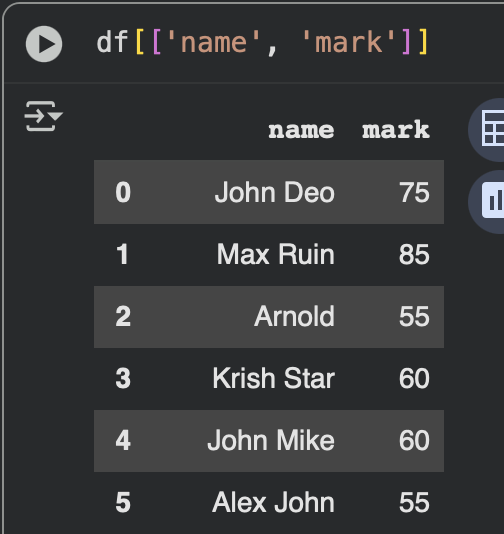 df[['name', 'mark']]
name mark
0 John Deo 75
1 Max Ruin 85
2 Arnold 55
3 Krish Star 60
4 John Mike 60
5 Alex John 55